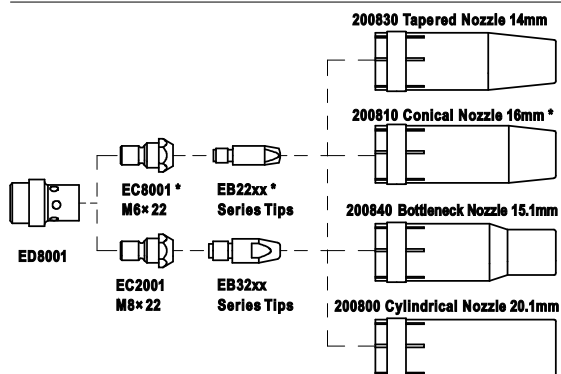 200830 Tapered Nozzle 14mm
200810 Conical Nozzle 16mm *
EC8001 *
M6×22
EB22xx *
Series Tips
200840 Bottleneck Nozzle 15.1mm
ED8001
EC2001
M8×22
EB32xx
Series Tips
200800 Cylindrical Nozzle 20.1mm